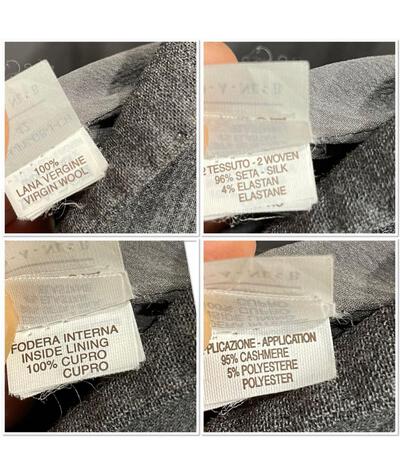 100%
LANA VERGINE
VIRGIN WOOL
TESSUTO - 2 WOVEN
96% SETA - SILK
4% ELASTAN
ELASTANE
FODERA INTERNA
INSIDE LINING
100% CUPRO
CUPRO
PLICAZIONE - APPLICATION
95% CASHMERE
5% POLYESTERE
POLYESTER